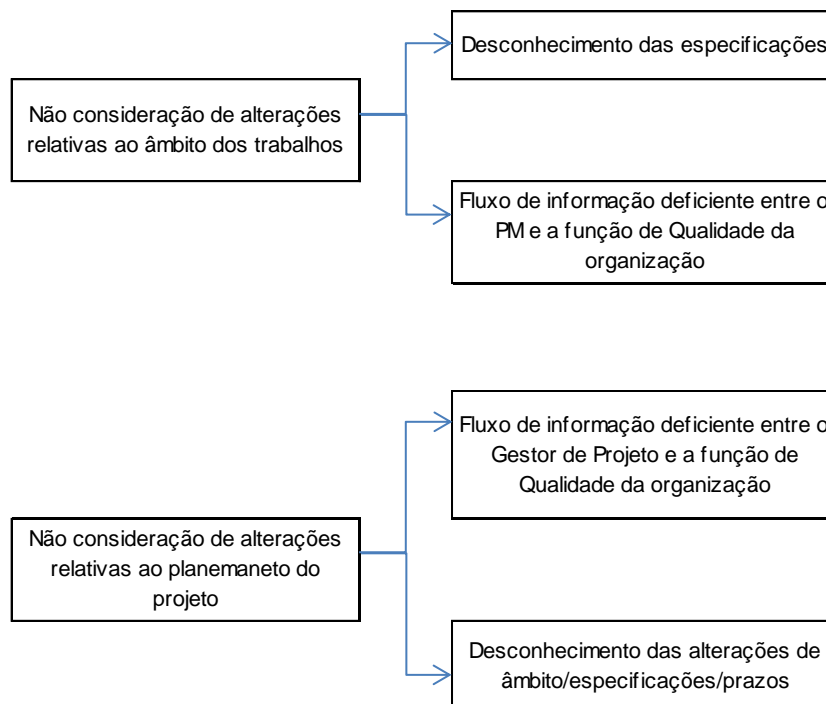 Desconhecimento das especificações
Não consideração de alterações
relativas ao âmbito dos trabalhos
Fluxo de informação deficiente entre o
PM e a função de Qualidade da
organização
Fluxo de informação deficiente entre o
Gestor de Projeto e a função de
Qualidade da organização
Não consideração de alterações
relativas ao planemaneto do
projeto
Desconhecimento das alterações de
âmbito/especificações/prazos